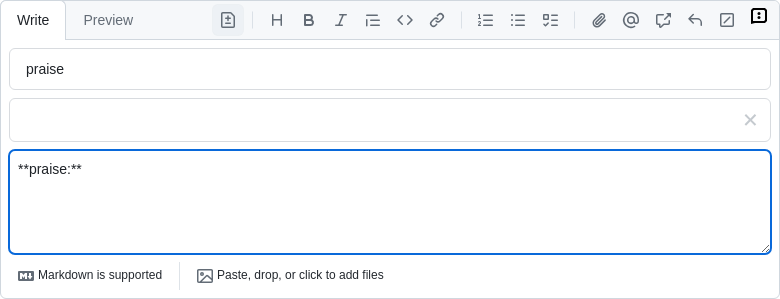 Write Preview
praise
**praise:**
Markdown is supported Paste, drop, or click to add files